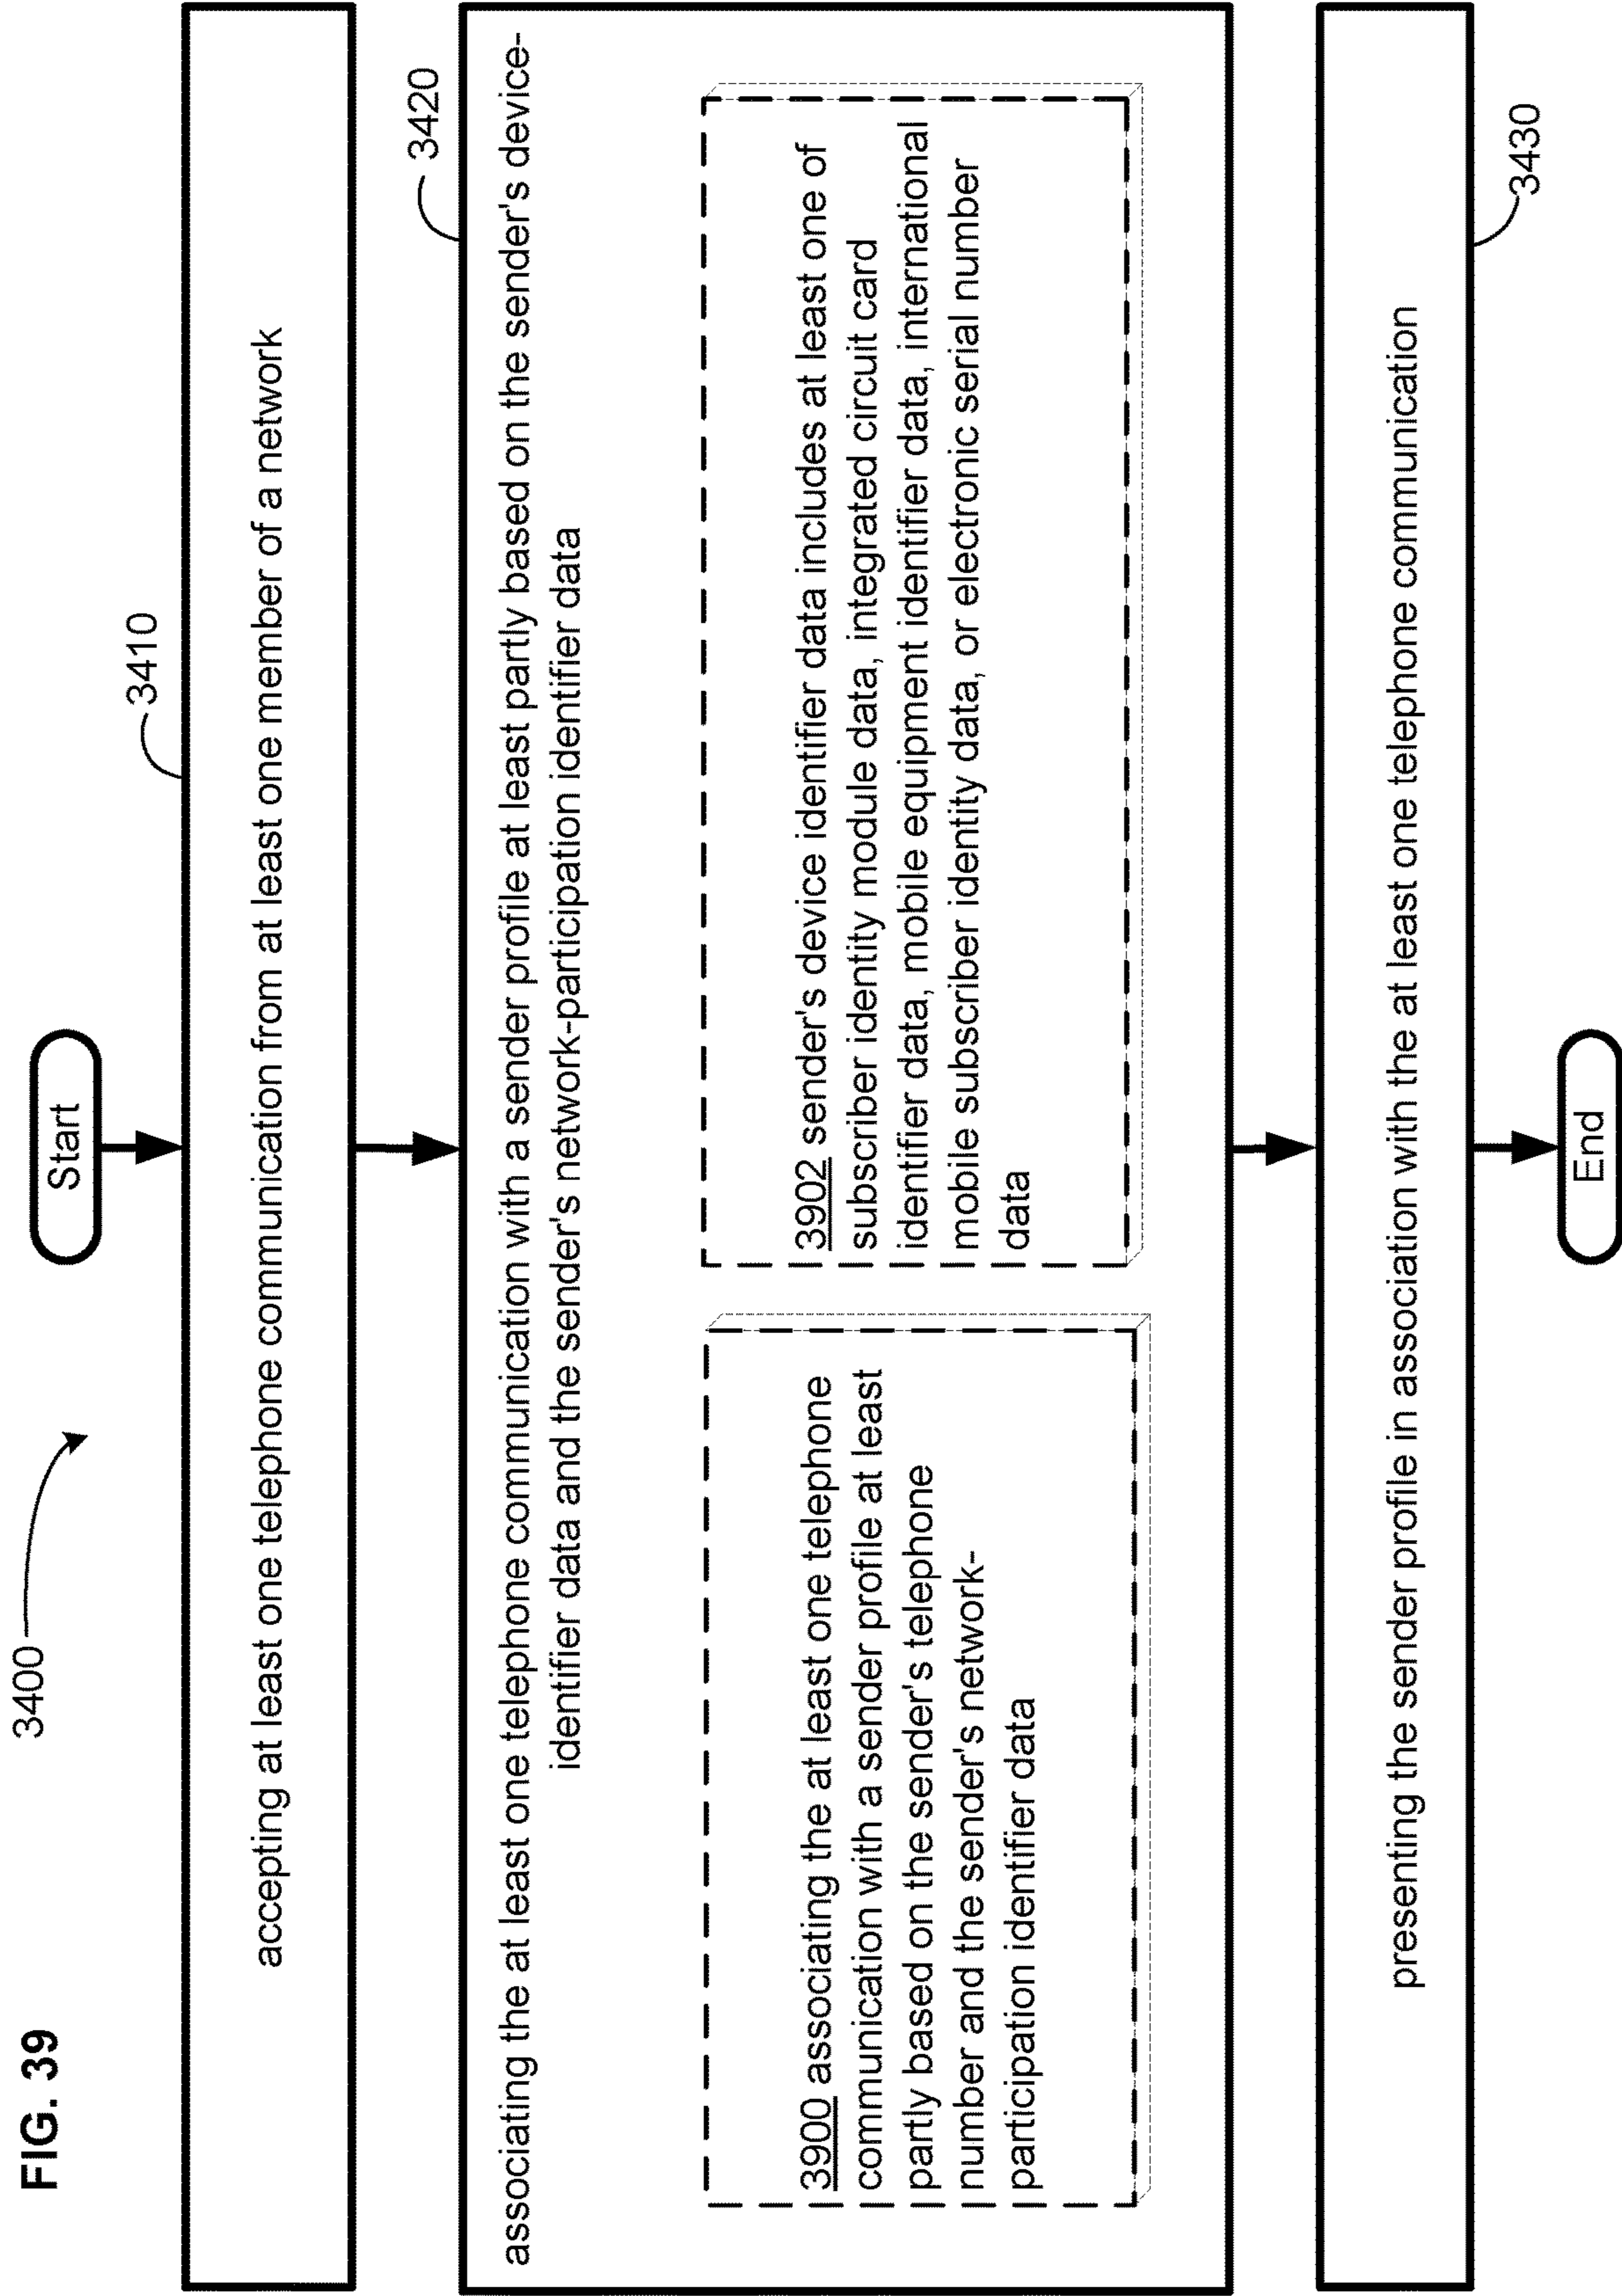 FIG. 39
3400
Start
3410
accepting at least one telephone communication from at least one member of a network
3420
associating the at least one telephone communication with a sender profile at least partly based on the sender's device-
identifier data and the sender's network-participation identifier data
3900 associating the at least one telephone
communication with a sender profile at least
partly based on the sender's telephone
number and the sender's network-
participation identifier data
3902 sender's device identifier data includes at least one of
subscriber identity module data, integrated circuit card
identifier data, mobile equipment identifier data, international
mobile subscriber identity data, or electronic serial number
data
presenting the sender profile in association with the at least one telephone communication
3430
End